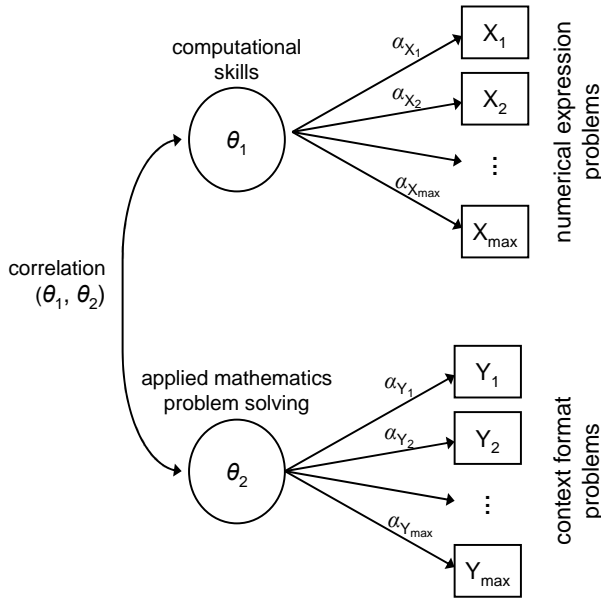 computational
skills
θ1
αX1
αX2
αXmax
X1
X2
...
Xmax
numerical expression
problems
correlation
(θ1, θ2)
applied mathematics
problem solving
θ2
αY1
αY2
αYmax
Y1
Y2
...
Ymax
context format
problems